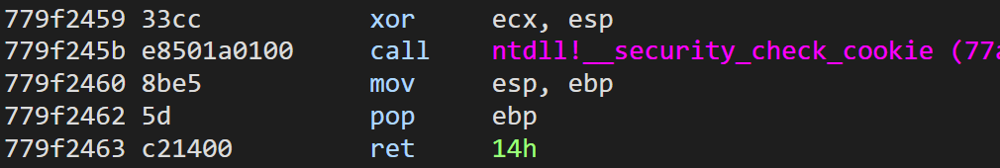 779f2459 33cc xor ecx, esp
779f245b e8501a0100 call ntdll!__security_check_cookie (77a
779f2460 8be5 mov esp, ebp
779f2462 5d pop ebp
779f2463 c21400 ret 14h